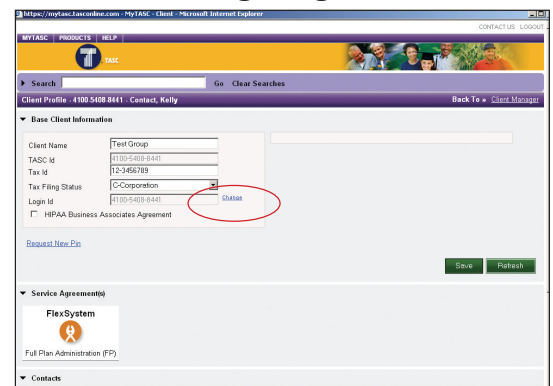 https://mytasc.tasconline.com - MyTASC - Client - Microsoft Internet Explorer
CONTACT US LOGOUT
MYTASC PRODUCTS HELP
T TASC
Search Go Clear Searches
Client Profile - 4100-5408-8441 - Contact, Kelly Back To » Client Manager
Base Client Information
Client Name Test Group
TASC Id 4100-5408-8441
Tax Id 12-3456789
Tax Filing Status C-Corporation
Login Id 4100-5408-8441 Change
HIPAA Business Associates Agreement
Request New Pin
Save Refresh
Service Agreement(s)
FlexSystem
Full Plan Administration (FP)
Contacts